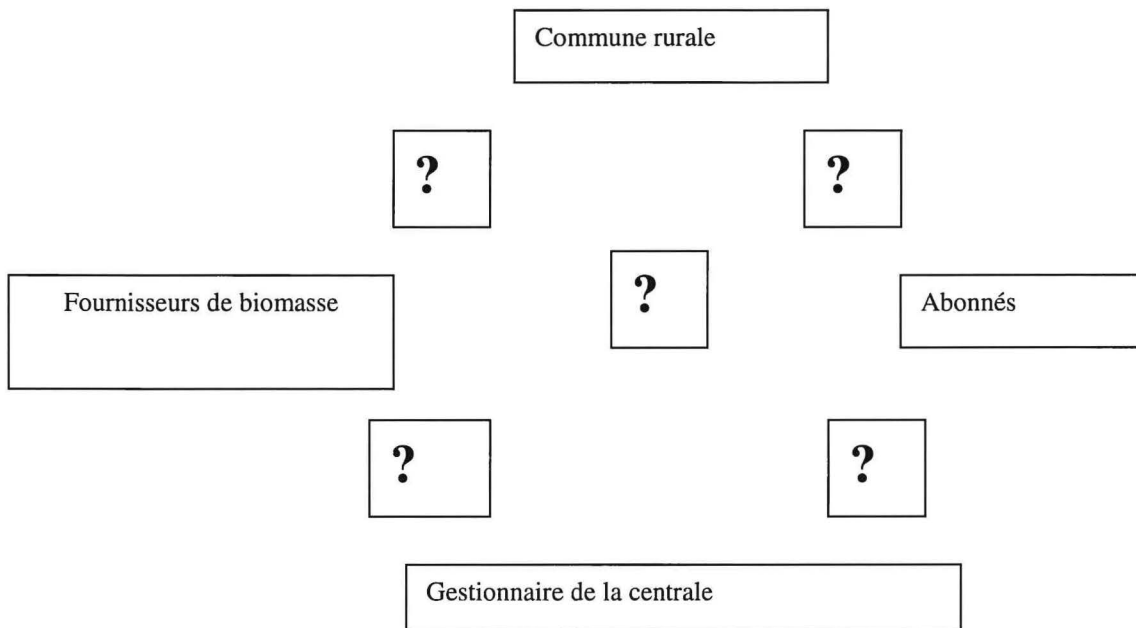 Commune rurale
? ?
?
Fournisseurs de biomasse
Abonnés
? ?
Gestionnaire de la centrale